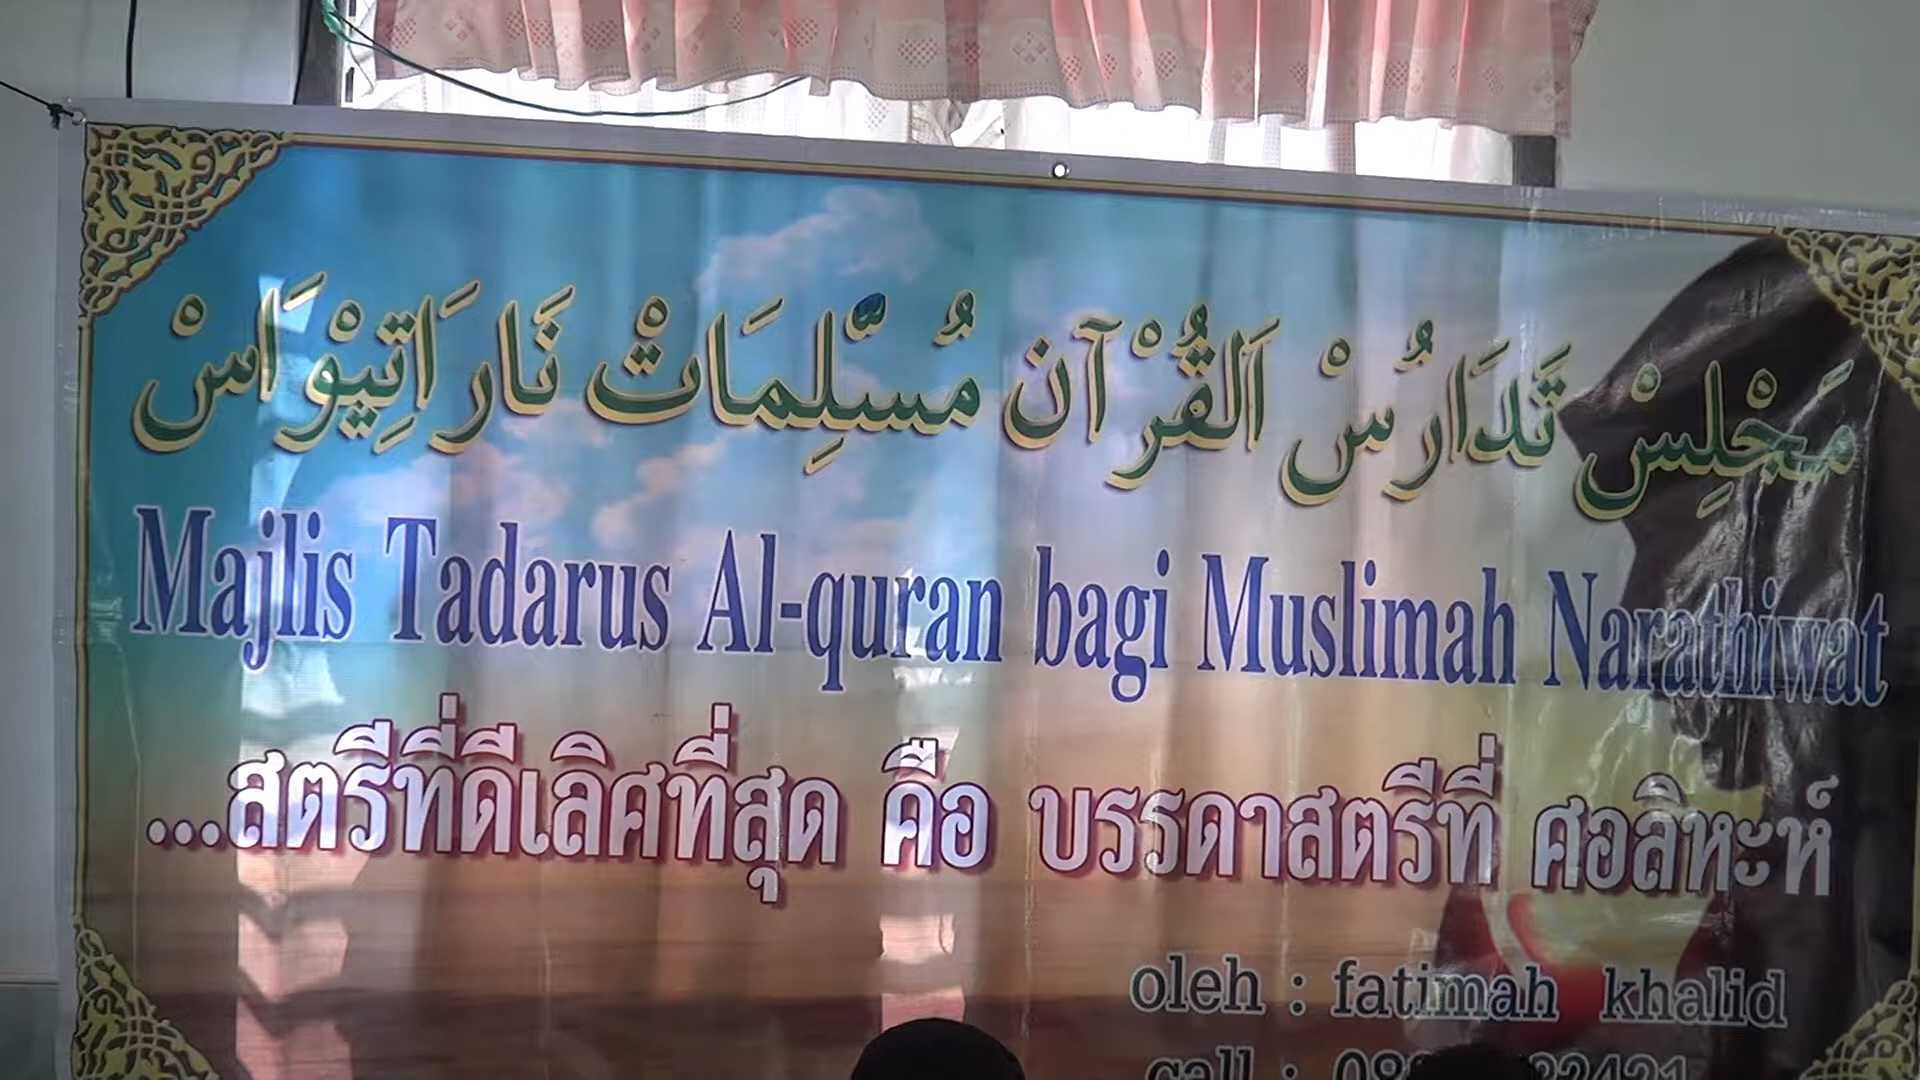 مَجْلِسْ تَدَارُسْ اَلْقُرْآن مُسْلِمَاتْ نَارَاتِيْوَاسْ
Majlis Tadarus Al-quran bagi Muslimah Narathiwat
...สตรีที่ดีเลิศที่สุด คือ บรรดาสตรีที่ ศอลิหะห์
oleh : fatimah khalid
call :